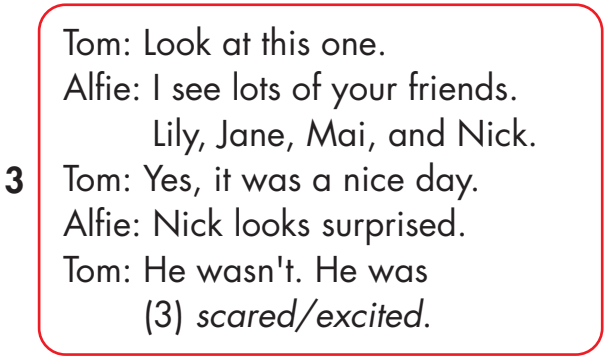 Tom: Look at this one.
Alfie: I see lots of your friends.
Lily, Jane, Mai, and Nick.
3 Tom: Yes, it was a nice day.
Alfie: Nick looks surprised.
Tom: He wasn't. He was
(3) scared/excited.